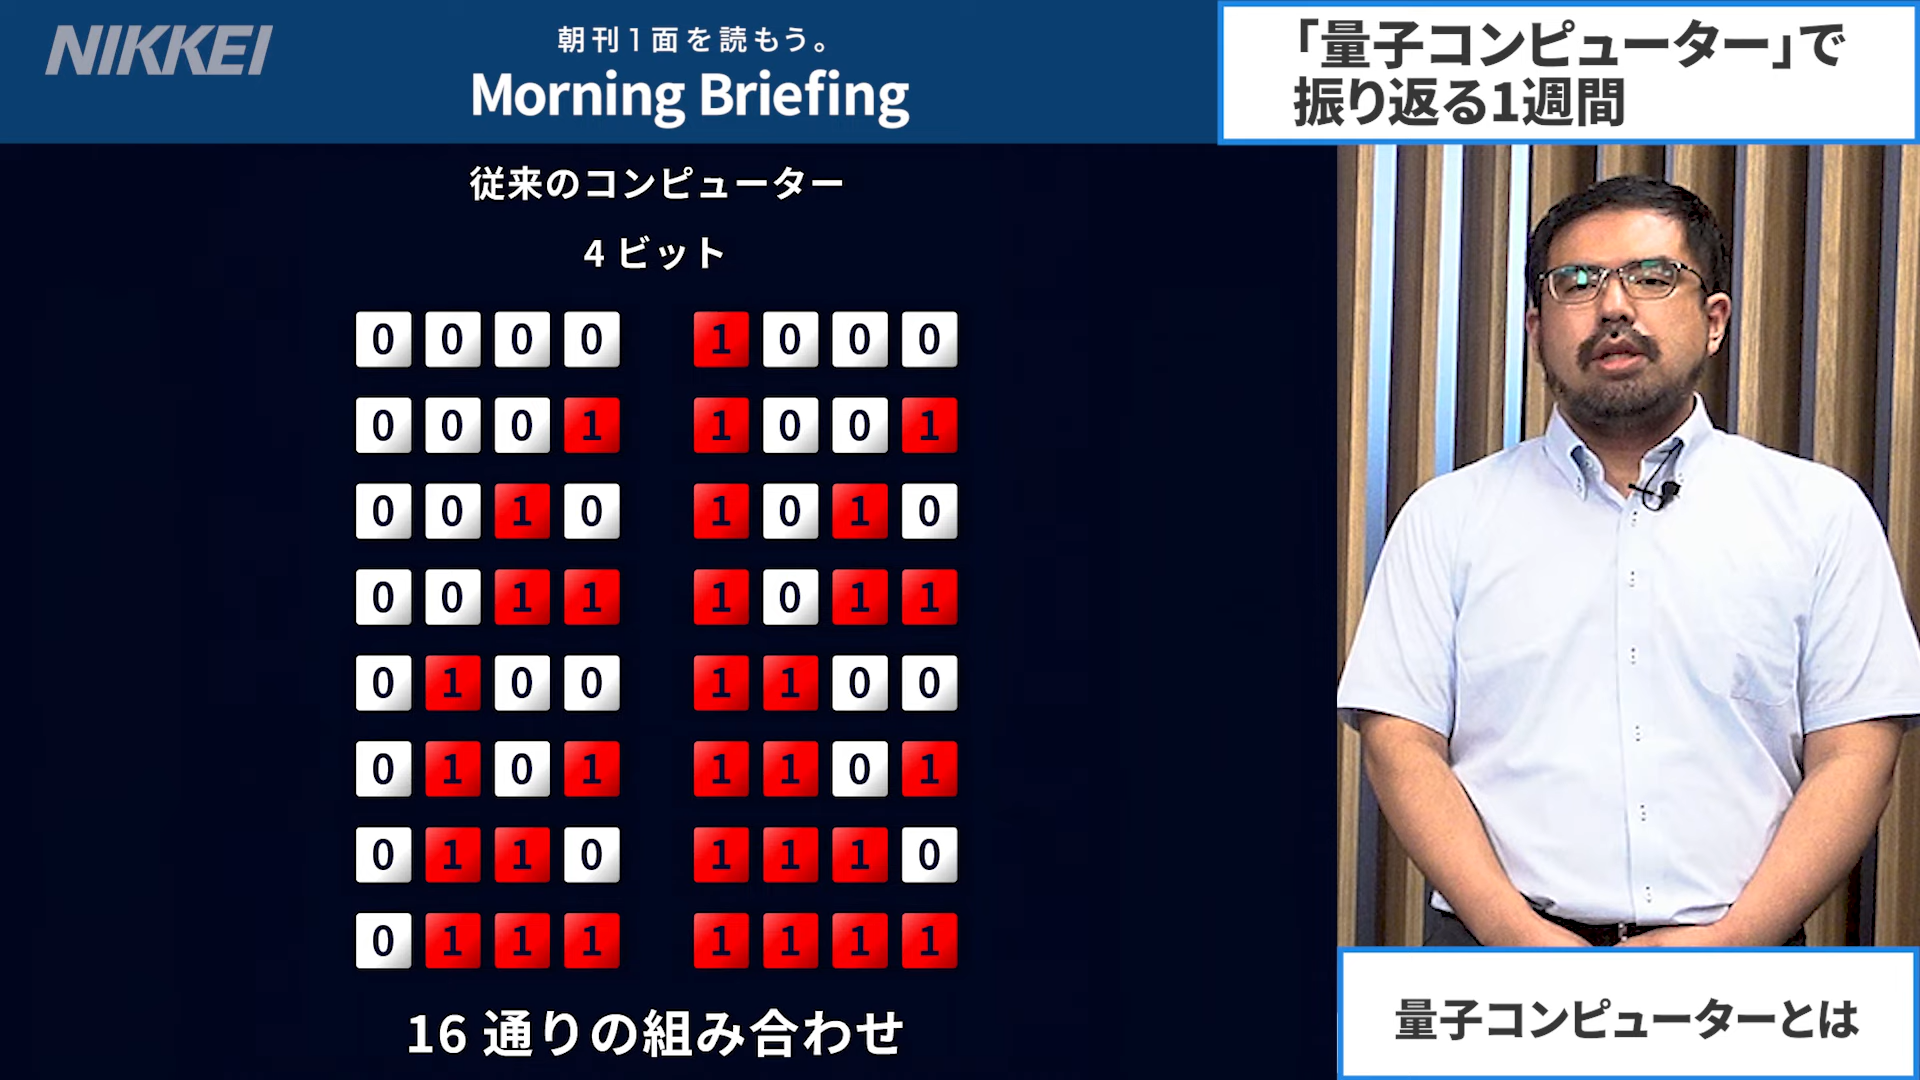 NIKKEI
朝刊1面を読もう。
Morning Briefing
「量子コンピューター」で
振り返る1週間
従来のコンピューター
4 ビット
0 0 0 0 1 0 0 0
0 0 0 1 1 0 0 1
0 0 1 0 1 0 1 0
0 0 1 1 1 0 1 1
0 1 0 0 1 1 0 0
0 1 0 1 1 1 0 1
0 1 1 0 1 1 1 0
0 1 1 1 1 1 1 1
16 通りの組み合わせ
量子コンピューターとは